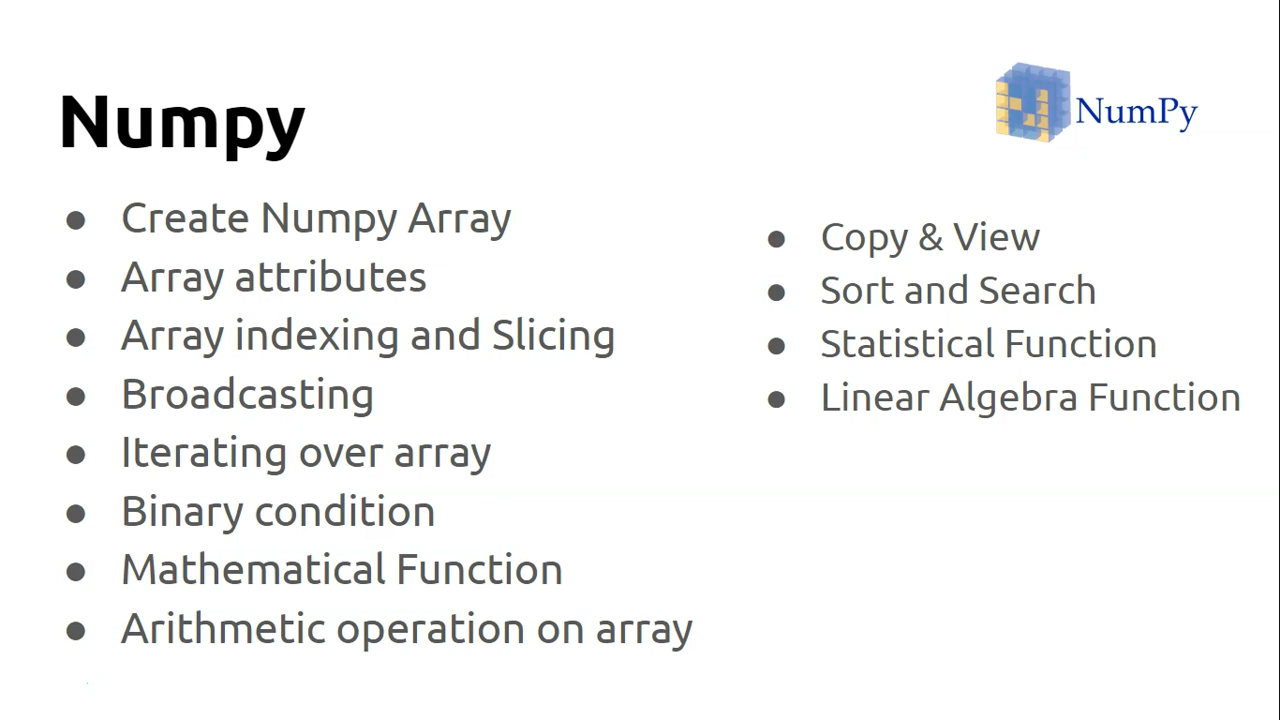 Numpy
NumPy
● Create Numpy Array
● Array attributes
● Array indexing and Slicing
● Broadcasting
● Iterating over array
● Binary condition
● Mathematical Function
● Arithmetic operation on array
● Copy & View
● Sort and Search
● Statistical Function
● Linear Algebra Function